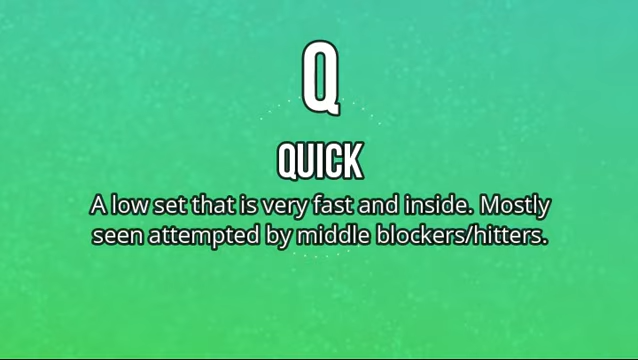 Q
QUICK
A low set that is very fast and inside. Mostly
seen attempted by middle blockers/hitters.